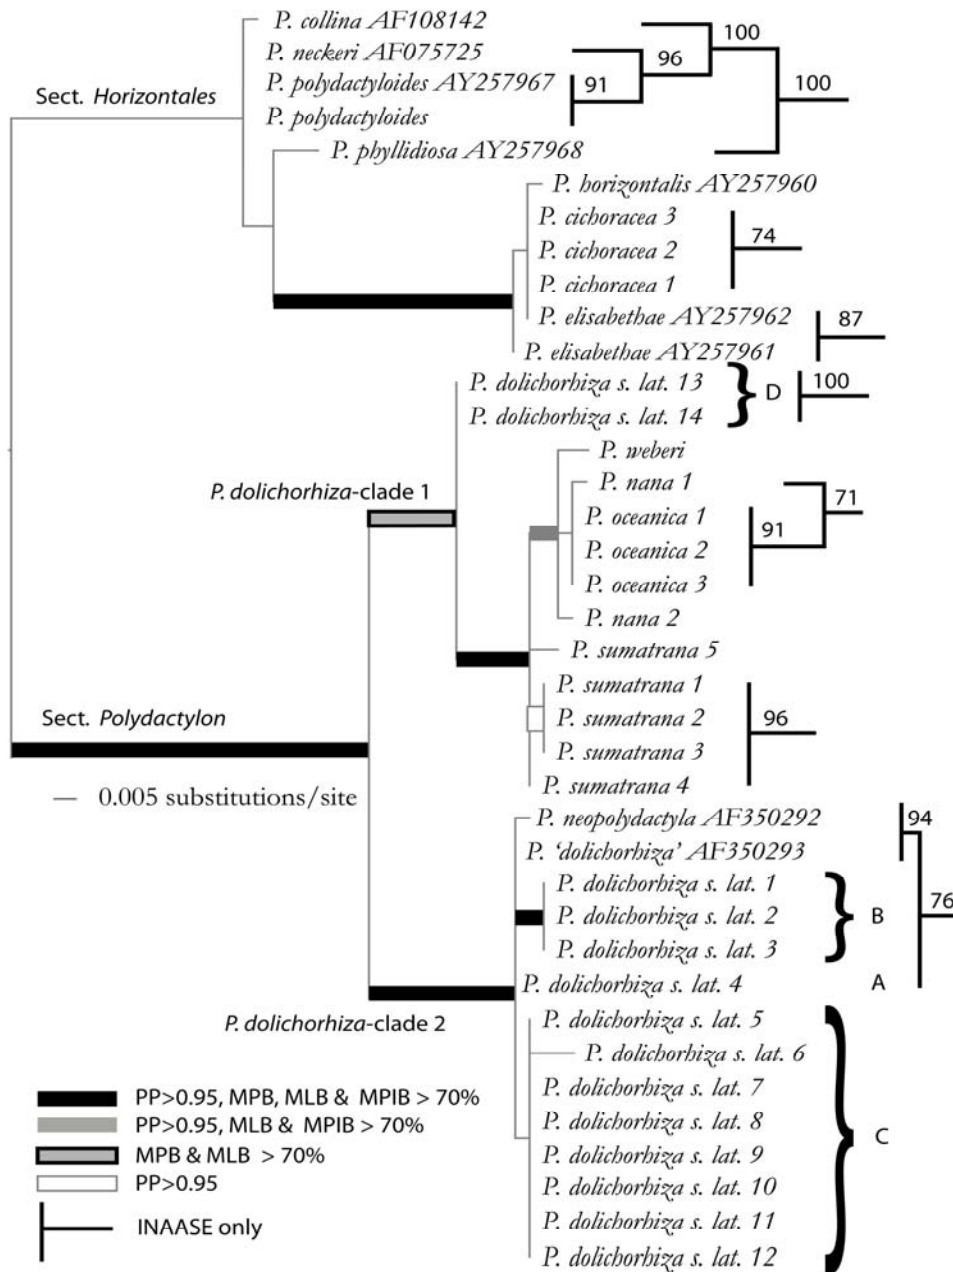 P. collina AF108142
100
P. neckeri AF075725
96
P. polydactyloides AY257967
91
100
Sect. Horizontales
P. polydactyloides
P. phyllidiosa AY257968
P. horizontalis AY257960
P. cichoracea 3
74
P. cichoracea 2
P. cichoracea 1
P. elisabethae AY257962
87
P. elisabethae AY257961
P. dolichorhiza s. lat. 13
D
100
P. dolichorhiza s. lat. 14
P. weberi
P. dolichorhiza-clade 1
P. nana 1
71
P. oceanica 1
91
P. oceanica 2
P. oceanica 3
P. nana 2
P. sumatrana 5
P. sumatrana 1
Sect. Polydactylon
P. sumatrana 2
96
P. sumatrana 3
P. sumatrana 4
0.005 substitutions/site
P. neopolydactyla AF350292
94
P. 'dolichorhiza' AF350293
P. dolichorhiza s. lat. 1
P. dolichorhiza s. lat. 2
B
76
P. dolichorhiza s. lat. 3
P. dolichorhiza s. lat. 4
A
P. dolichorhiza-clade 2
P. dolichorhiza s. lat. 5
P. dolichorhiza s. lat. 6
P. dolichorhiza s. lat. 7
P. dolichorhiza s. lat. 8
C
P. dolichorhiza s. lat. 9
P. dolichorhiza s. lat. 10
P. dolichorhiza s. lat. 11
P. dolichorhiza s. lat. 12
PP>0.95, MPB, MLB & MPIB > 70%
PP>0.95, MLB & MPIB > 70%
MPB & MLB > 70%
PP>0.95
INAASE only